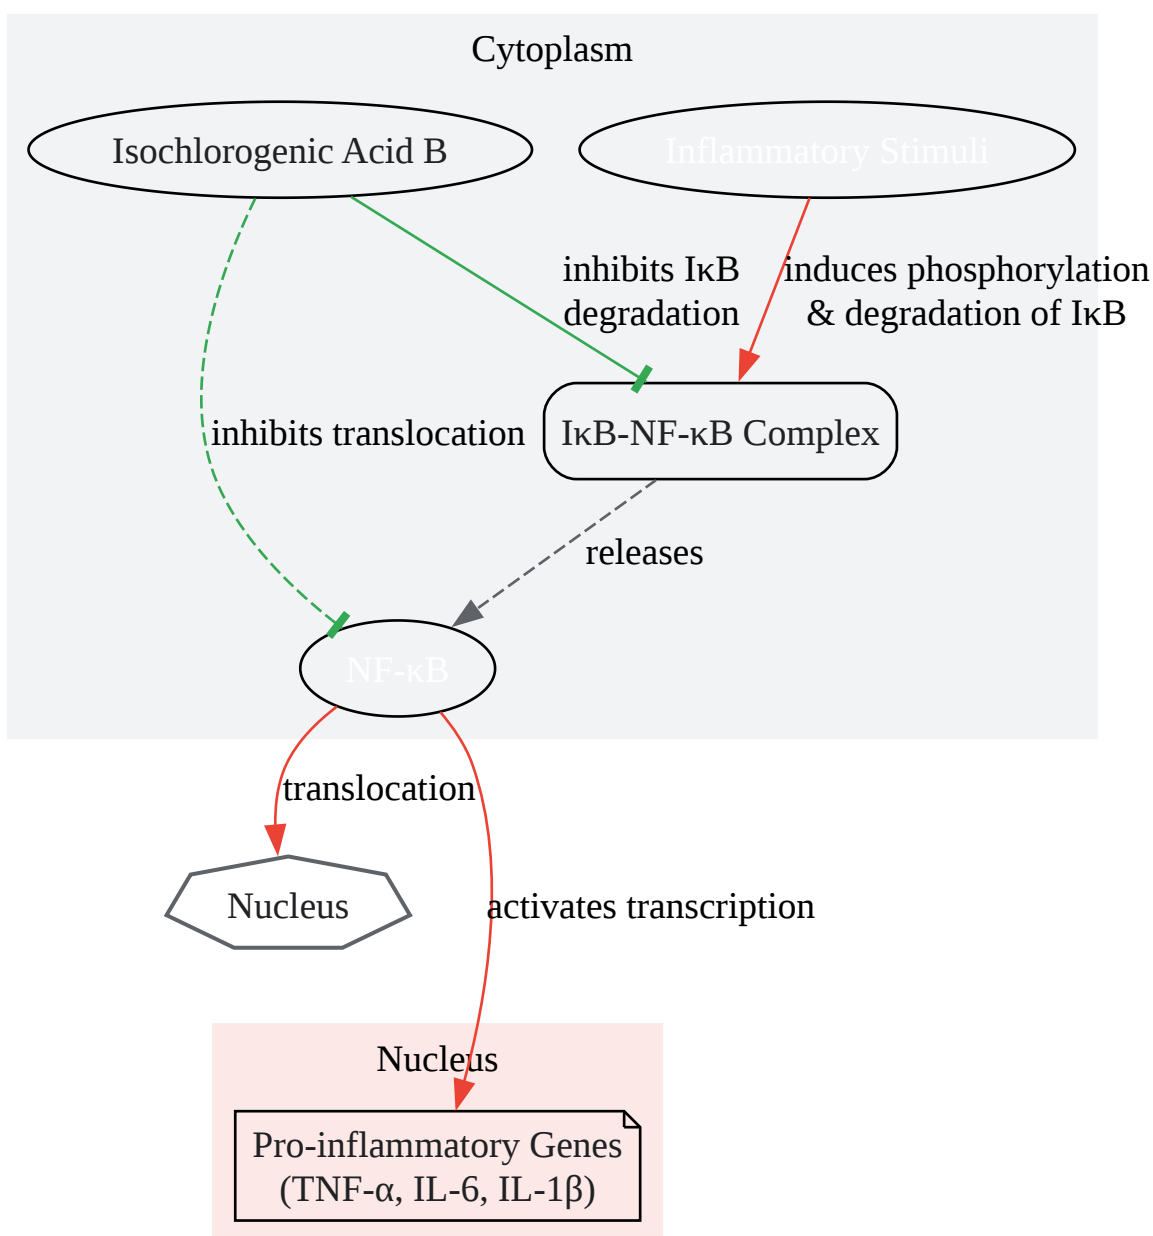 Cytoplasm
Isochlorogenic Acid B
Inflammatory Stimuli
inhibits IκB
degradation
induces phosphorylation
& degradation of IκB
inhibits translocation
IκB-NF-κB Complex
releases
NF-κB
translocation
Nucleus
activates transcription
Nucleus
Pro-inflammatory Genes
(TNF-α, IL-6, IL-1β)